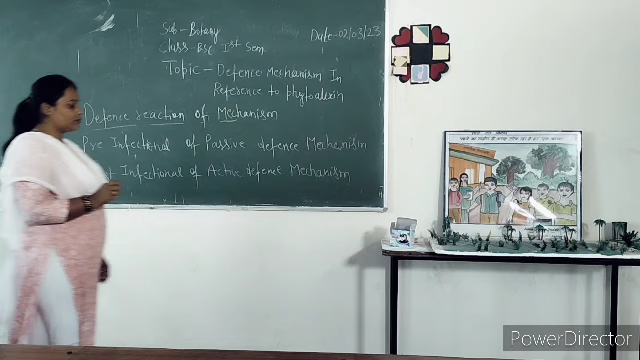 Sub- Botany
Class- BSC Ist Sem
Date-02/03/23
Topic - Defence Mechanism In
Reference to phytoalexin
Defence reaction of Mechanism
Pre Infectional of Passive defence Mechanism
Infectional of Active defence Mechanism
PowerDirector